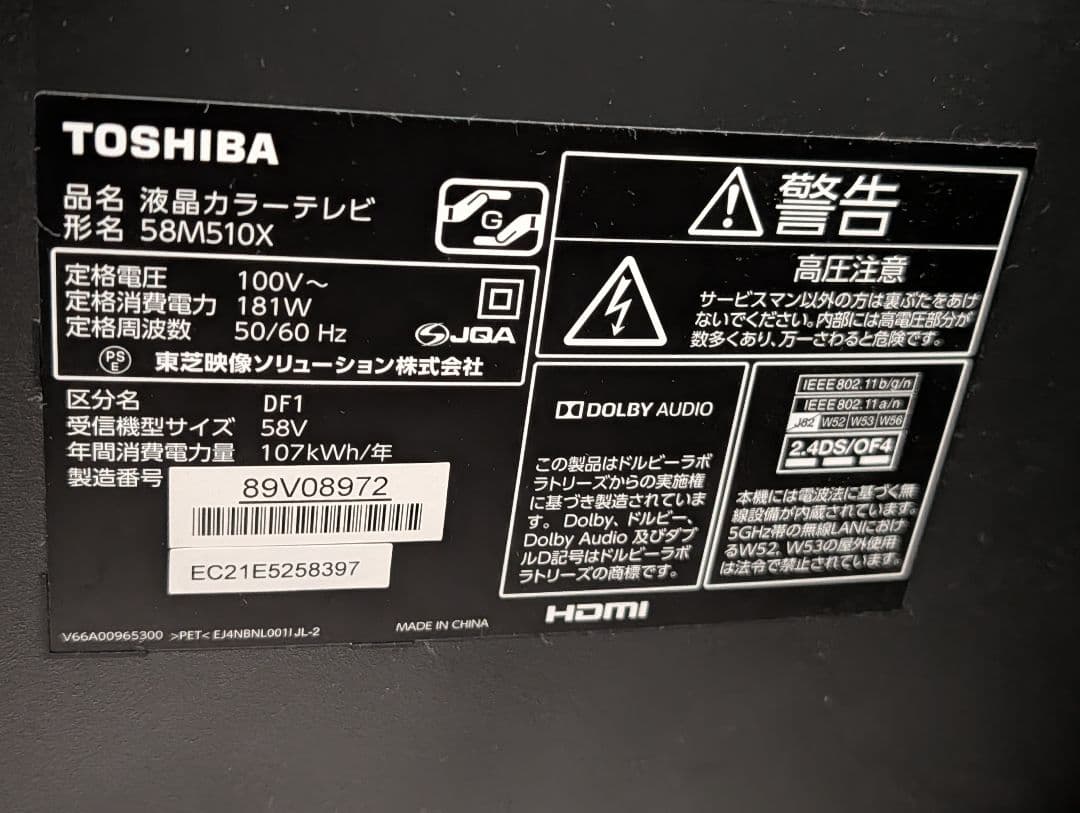 TOSHIBA
品名 液晶カラーテレビ
形名 58M510X
G
定格電圧 100V～
定格消費電力 181W
定格周波数 50/60 Hz
JQA
PS
E
東芝映像ソリューション株式会社
区分名 DF1
受信機型サイズ 58V
年間消費電力量 107kWh/年
製造番号
89V08972
EC21E5258397
V66A00965300 >PET< EJ4NBNL001I JL-2
MADE IN CHINA
警告
高圧注意
サービスマン以外の方は裏ぶたをあけ
ないでください。内部には高電圧部分が
数多くあり、万一さわると危険です。
DOLBY AUDIO
この製品はドルビーラボ
ラトリーズからの実施権
に基づき製造されていま
す。Dolby、ドルビー、
Dolby Audio 及びダブ
ルD記号はドルビーラボ
ラトリーズの商標です。
HDMI
IEEE802.11b/g/n
IEEE802.11a/n
J52 W52 W53 W56
2.4DS/OF4
本機には電波法に基づく無
線設備が内蔵されています。
5GHz帯の無線LANにおけ
るW52、W53の屋外使用
は法令で禁止されています。